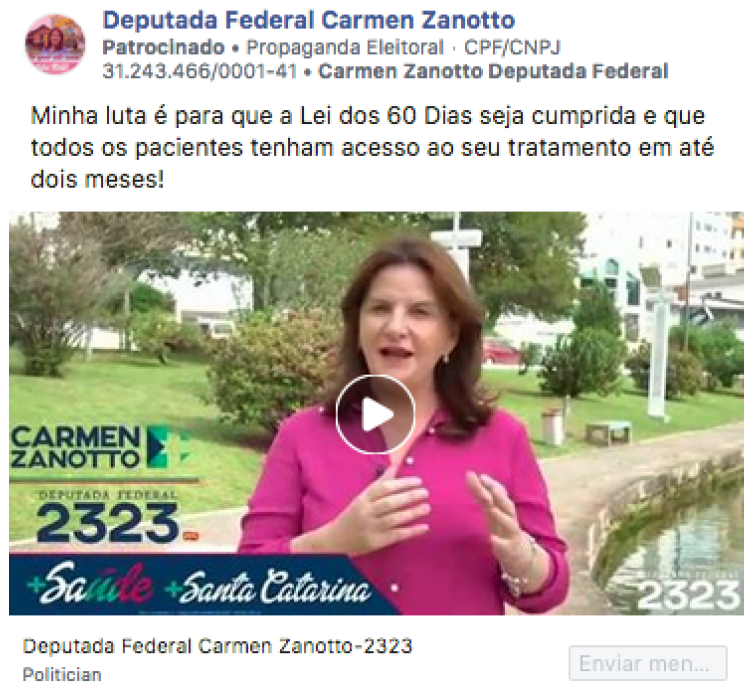 Deputada Federal Carmen Zanotto
Patrocinado • Propaganda Eleitoral · CPF/CNPJ
31.243.466/0001-41 • Carmen Zanotto Deputada Federal
Minha luta é para que a Lei dos 60 Dias seja cumprida e que
todos os pacientes tenham acesso ao seu tratamento em até
dois meses!
CARMEN
ZANOTTO
DEPUTADA FEDERAL
2323
+Saúde +Santa Catarina
DEPUTADA FEDERAL
2323
Deputada Federal Carmen Zanotto-2323
Politician
Enviar men...